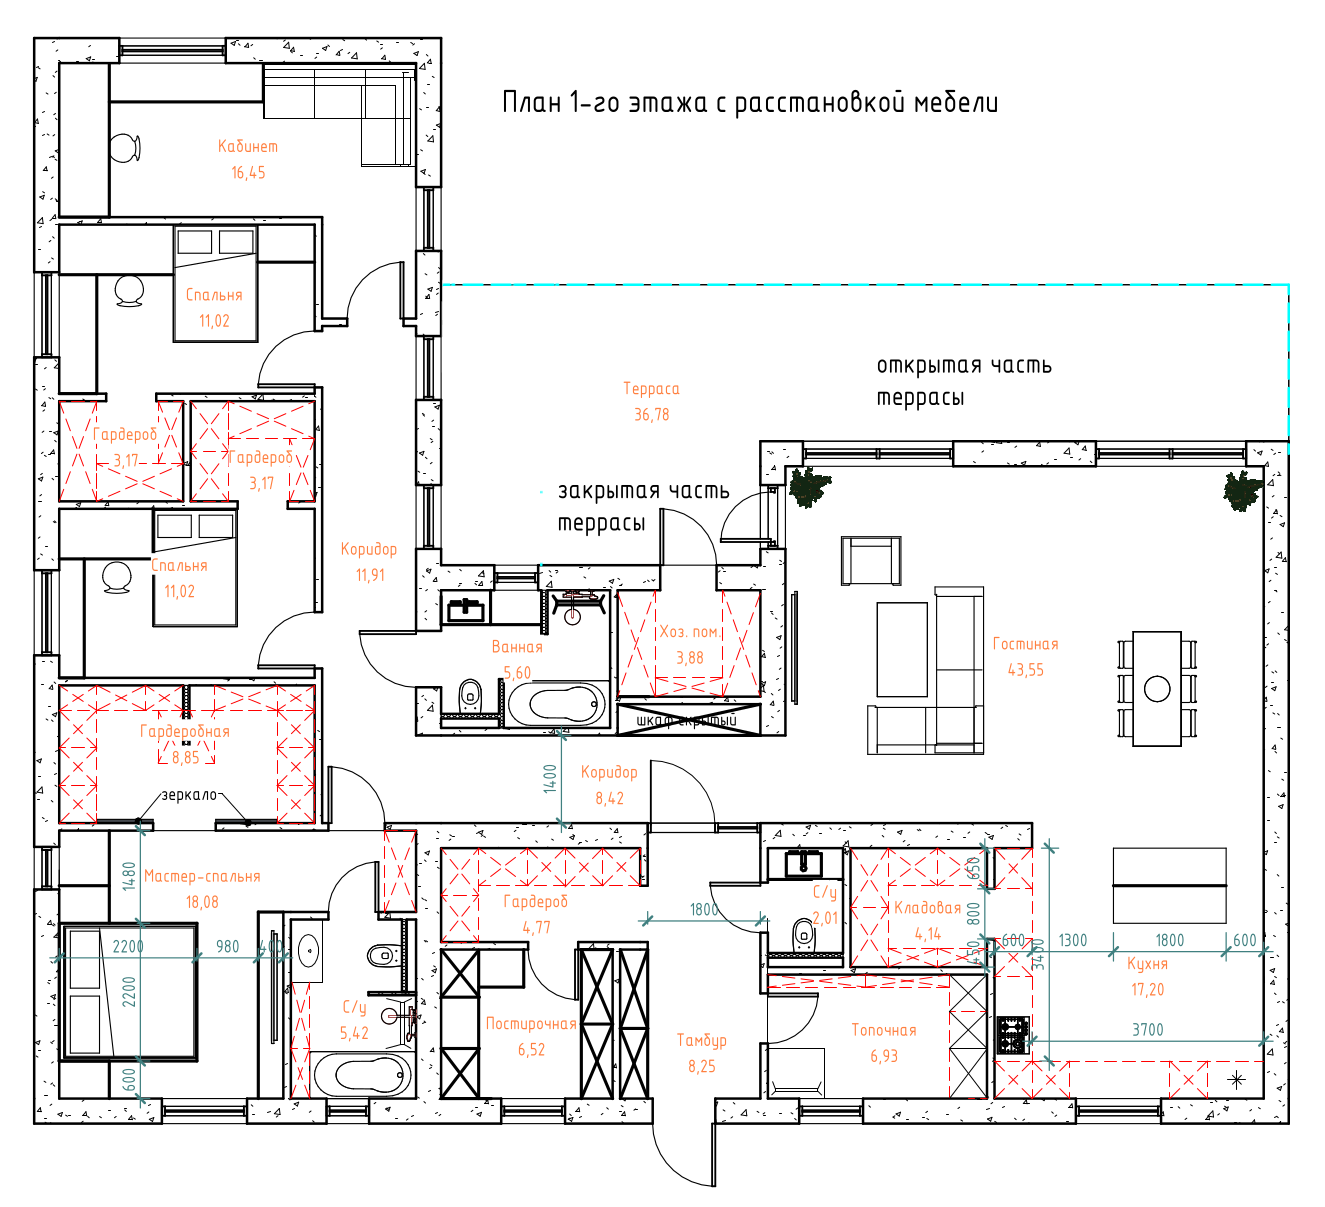 План 1-го этажа с расстановкой мебели
Кабинет
16,45
Спальня
11,02
открытая часть
террасы
Терраса
36,78
Гардероб
3,17
Гардероб
3,17
закрытая часть
террасы
Коридор
11,91
Спальня
11,02
Ванная
5,60
Хоз. пом.
3,88
Гостиная
43,55
шкаф скрытый
Гардеробная
8,85
Коридор
8,42
1400
зеркало
Мастер-спальня
18,08
1480
Гардероб
4,77
1800
С/у
2,01
Кладовая
4,14
650
800
450
3400
2200
980
400
600
1300
1800
600
Кухня
17,20
2200
С/у
5,42
Постирочная
6,52
Тамбур
8,25
Топочная
6,93
3700
600